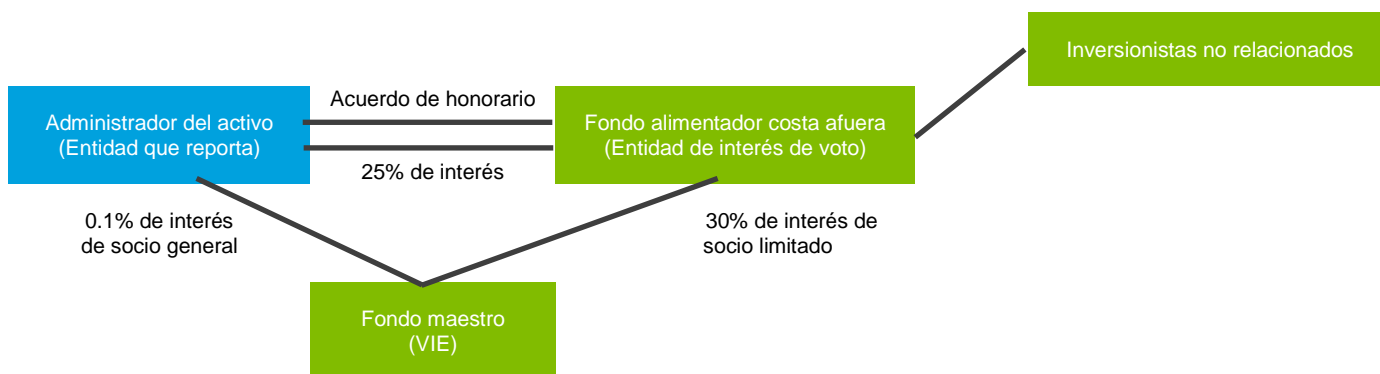 Inversionistas no relacionados
Acuerdo de honorario
Administrador del activo
(Entidad que reporta)
Fondo alimentador costa afuera
(Entidad de interés de voto)
25% de interés
0.1% de interés
de socio general
30% de interés de
socio limitado
Fondo maestro
(VIE)